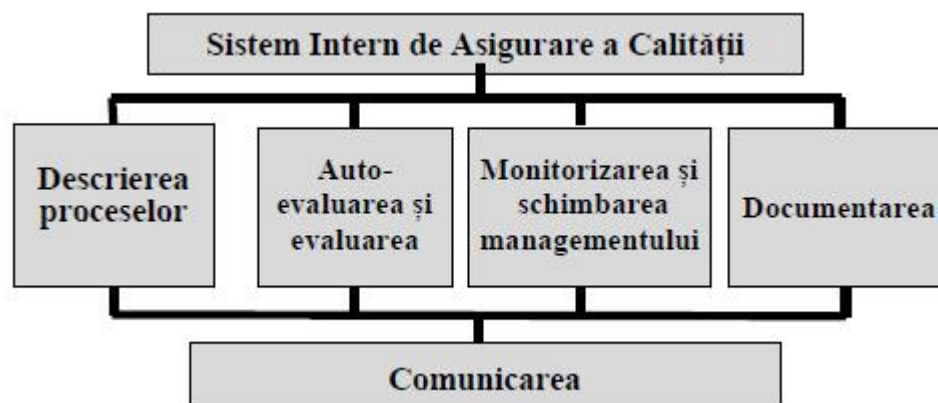 Sistem Intern de Asigurare a Calității
Descrierea
proceselor
Auto-
evaluarea și
evaluarea
Monitorizarea și
schimbarea
managementului
Documentarea
Comunicarea